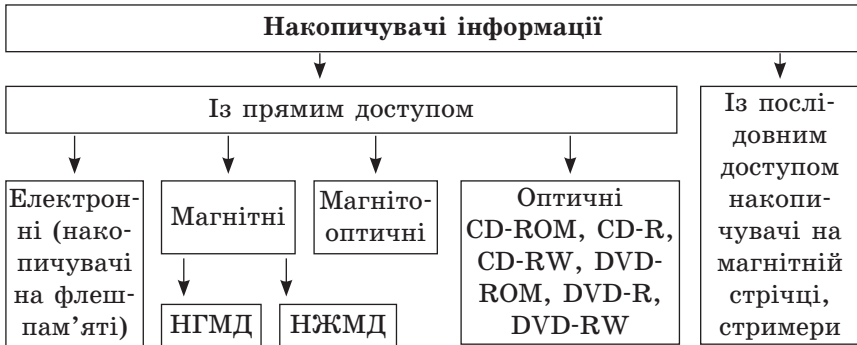 Накопичувачі інформації
Із прямим доступом
Із послі-
довним
доступом
накопи-
чувачі на
магнітній
стрічці,
стримери
Електрон-
ні (нако-
пичувачі
на флеш-
пам’яті)
Магнітні
Магніто-
оптичні
Оптичні
CD-ROM, CD-R,
CD-RW, DVD-
ROM, DVD-R,
DVD-RW
НГМД
НЖМД